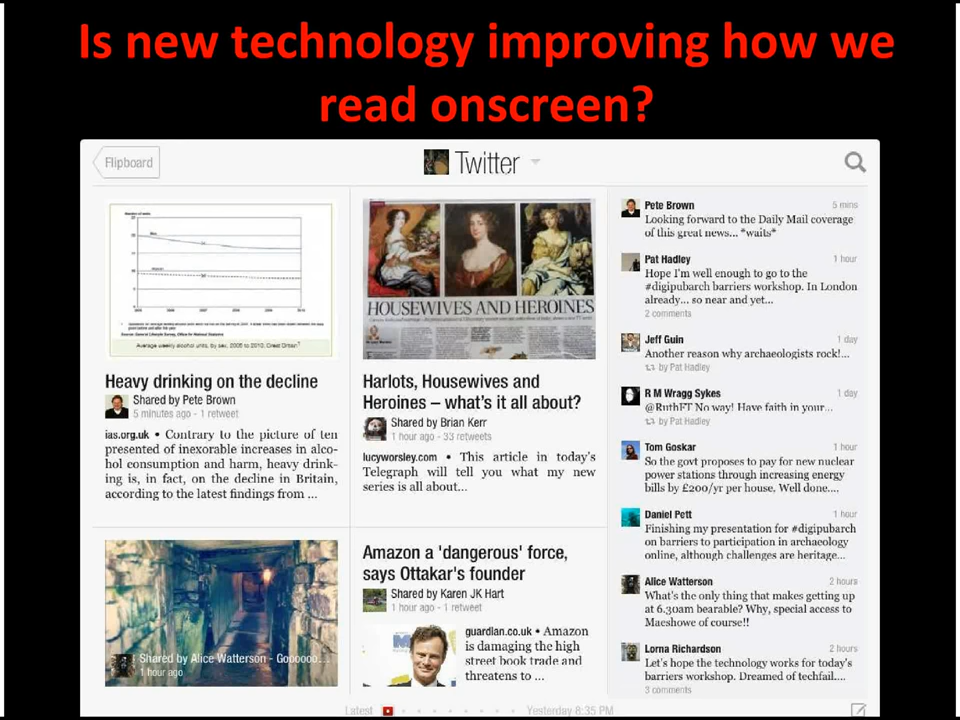 Is new technology improving how we
read onscreen?
Flipboard
Twitter
Average weekly alcohol units, by sex, 2005 to 2010, Great Britain
Heavy drinking on the decline
Shared by Pete Brown
5 minutes ago - 1 retweet
ias.org.uk • Contrary to the picture of ten
presented of inexorable increases in alco-
hol consumption and harm, heavy drink-
ing is, in fact, on the decline in Britain,
according to the latest findings from ...
HOUSEWIVES AND HEROINES
Harlots, Housewives and
Heroines – what's it all about?
Shared by Brian Kerr
1 hour ago - 33 retweets
lucyworsley.com • This article in today's
Telegraph will tell you what my new
series is all about...
Shared by Alice Watterson - Gooooo...
1 hour ago
Amazon a 'dangerous' force,
says Ottakar's founder
Shared by Karen JK Hart
1 hour ago - 1 retweet
guardian.co.uk • Amazon
is damaging the high
street book trade and
threatens to ...
Pete Brown 5 mins
Looking forward to the Daily Mail coverage
of this great news... *waits*
Pat Hadley 1 hour
Hope I'm well enough to go to the
#digipubarch barriers workshop. In London
already... so near and yet...
2 comments
Jeff Guin 1 day
Another reason why archaeologists rock!...
by Pat Hadley
R M Wragg Sykes 1 day
@RuthFT No way! Have faith in your...
by Pat Hadley
Tom Goskar 1 hour
So the govt proposes to pay for new nuclear
power stations through increasing energy
bills by £200/yr per house. Well done....
Daniel Pett 1 hour
Finishing my presentation for #digipubarch
on barriers to participation in archaeology
online, although challenges are heritage...
Alice Watterson 2 hours
What's the only thing that makes getting up
at 6.30am bearable? Why, special access to
Maeshowe of course!!
Lorna Richardson 2 hours
Let's hope the technology works for today's
barriers workshop. Dreamed of techfail....
3 comments
Latest
Yesterday 8:35 PM